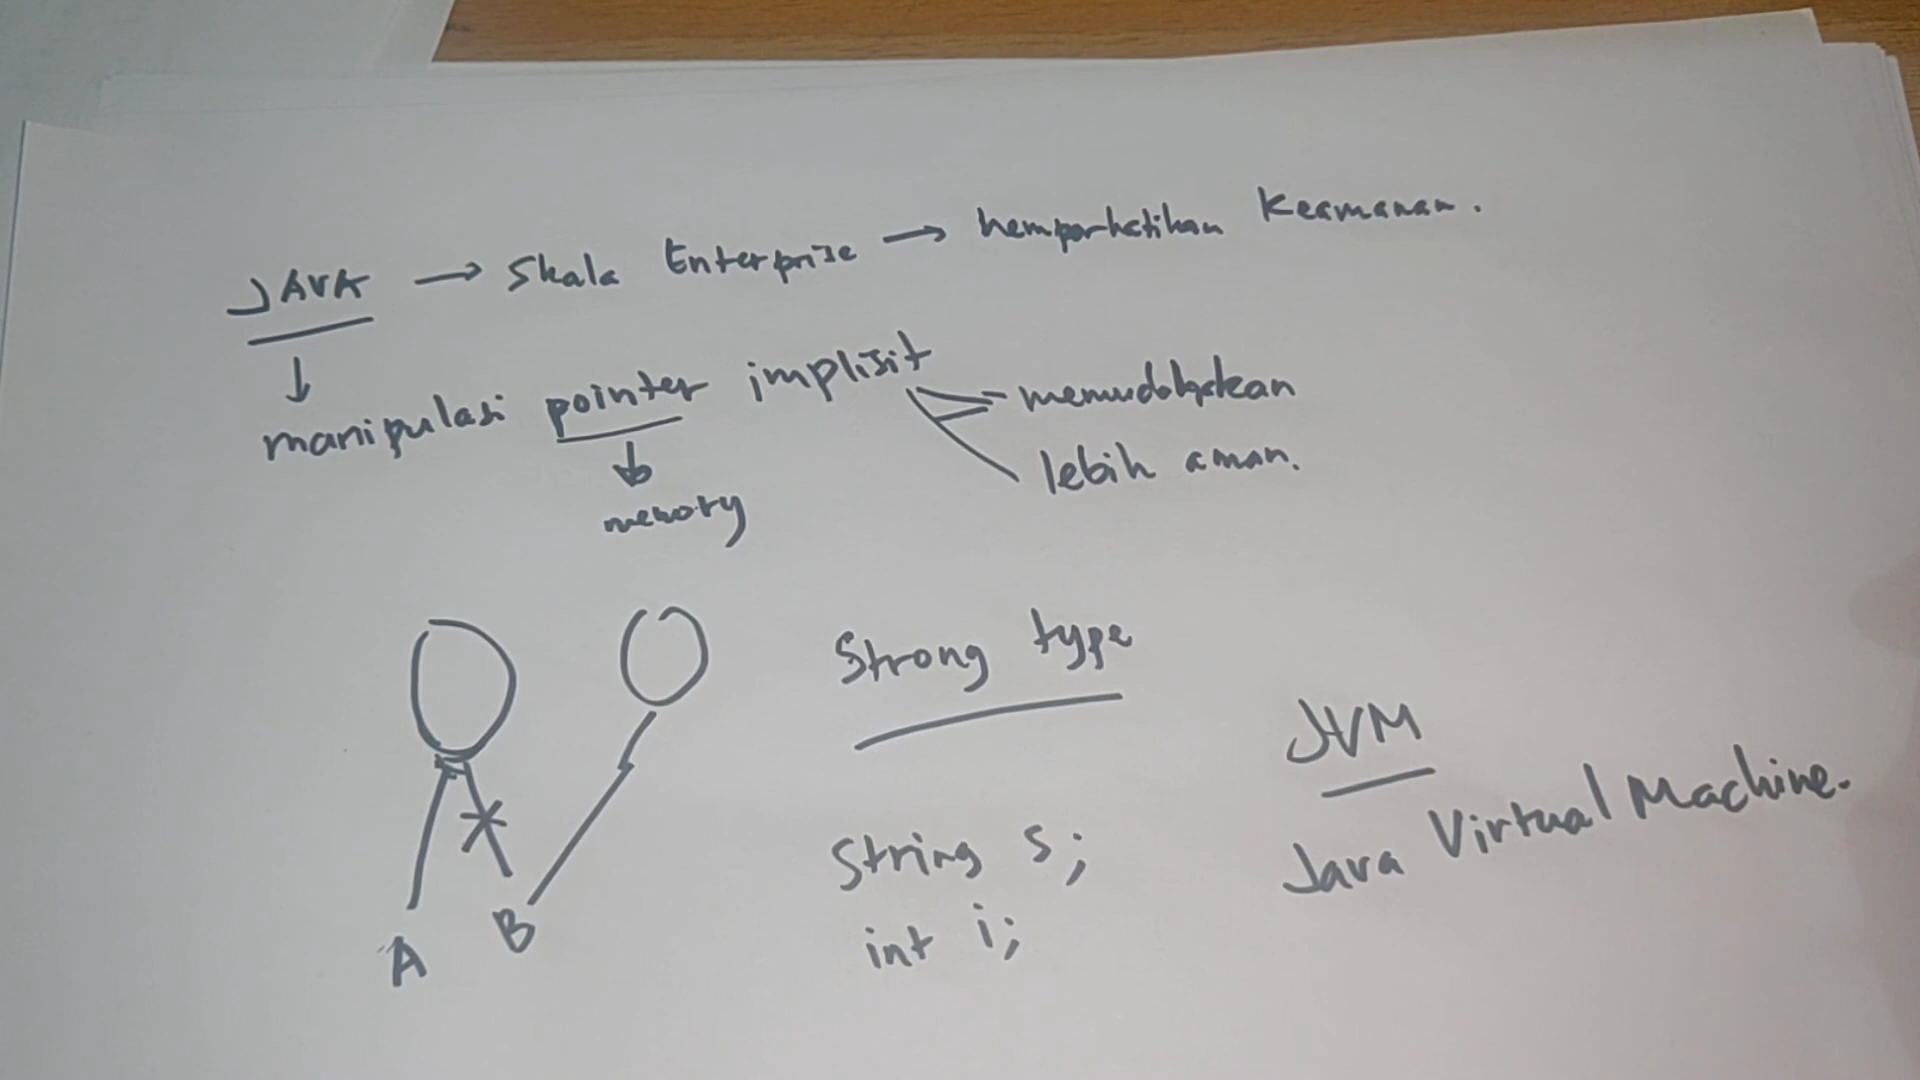 JAVA → Skala Enterprise → Memperhatikan Keamanan.
↓
manipulasi pointer implisit
memudahkan
lebih aman.
↓
memory
A
B
Strong type
String s;
int i;
JVM
Java Virtual Machine.